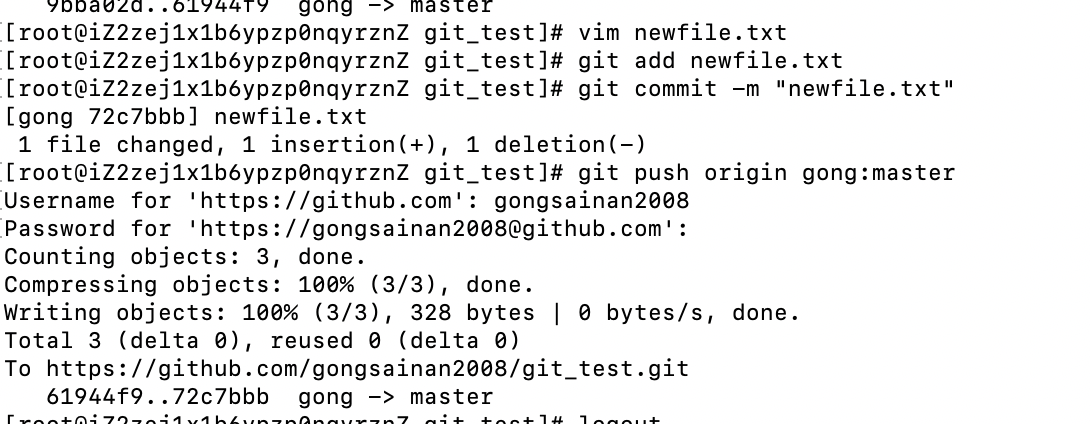 9bba02d..61944f9  gong -> master
[root@iZ2zej1x1b6ypzp0nqyrznZ git_test]# vim newfile.txt
[root@iZ2zej1x1b6ypzp0nqyrznZ git_test]# git add newfile.txt
[root@iZ2zej1x1b6ypzp0nqyrznZ git_test]# git commit -m "newfile.txt"
[gong 72c7bbb] newfile.txt
 1 file changed, 1 insertion(+), 1 deletion(-)
[root@iZ2zej1x1b6ypzp0nqyrznZ git_test]# git push origin gong:master
Username for 'https://github.com': gongsainan2008
Password for 'https://gongsainan2008@github.com':
Counting objects: 3, done.
Compressing objects: 100% (3/3), done.
Writing objects: 100% (3/3), 328 bytes | 0 bytes/s, done.
Total 3 (delta 0), reused 0 (delta 0)
To https://github.com/gongsainan2008/git_test.git
   61944f9..72c7bbb  gong -> master
[root@iZ2zej1x1b6ypzp0nqyrznZ git_test]# logout